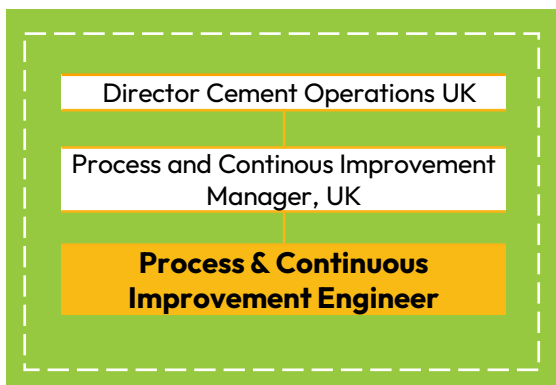 Director Cement Operations UK
Process and Continous Improvement
Manager, UK
Process & Continuous
Improvement Engineer